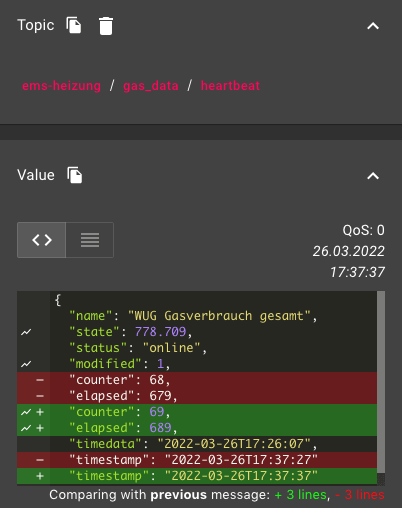 Topic
ems-heizung / gas_data / heartbeat
Value
QoS: 0
26.03.2022
17:37:37
{
"name": "WUG Gasverbrauch gesamt",
"state": 778.709,
"status": "online",
"modified": 1,
- "counter": 68,
- "elapsed": 679,
+ "counter": 69,
+ "elapsed": 689,
"timedata": "2022-03-26T17:26:07",
- "timestamp": "2022-03-26T17:37:27"
+ "timestamp": "2022-03-26T17:37:37"
Comparing with previous message: + 3 lines, - 3 lines